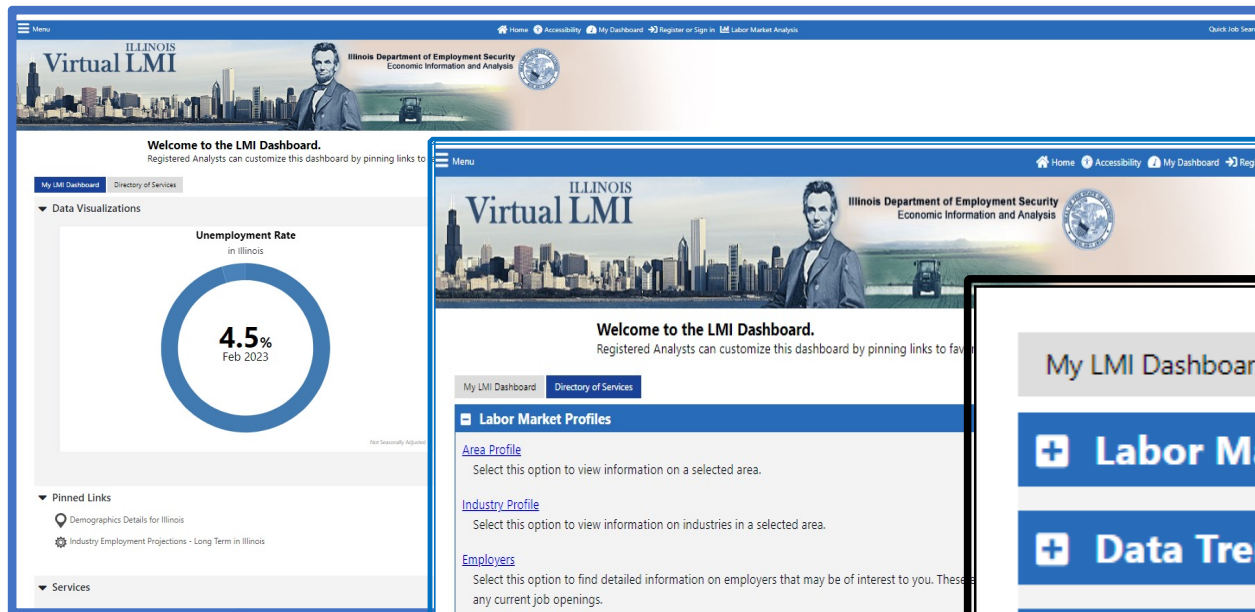 Menu
Home Accessibility My Dashboard Register or Sign in Labor Market Analysis
Quick Job Sear
ILLINOIS
Virtual LMI
Illinois Department of Employment Security
Economic Information and Analysis
Welcome to the LMI Dashboard.
Registered Analysts can customize this dashboard by pinning links to
My LMI Dashboard Directory of Services
Data Visualizations
Unemployment Rate
in Illinois
4.5%
Feb 2023
Not Seasonally Adjusted
Pinned Links
Demographics Details for Illinois
Industry Employment Projections - Long Term in Illinois
Services
Menu
Home Accessibility My Dashboard Reg
ILLINOIS
Virtual LMI
Illinois Department of Employment Security
Economic Information and Analysis
Welcome to the LMI Dashboard.
Registered Analysts can customize this dashboard by pinning links to fav
My LMI Dashboard Directory of Services
Labor Market Profiles
Area Profile
Select this option to view information on a selected area.
Industry Profile
Select this option to view information on industries in a selected area.
Employers
Select this option to find detailed information on employers that may be of interest to you. These
any current job openings.
My LMI Dashboar
Labor Ma
Data Tre